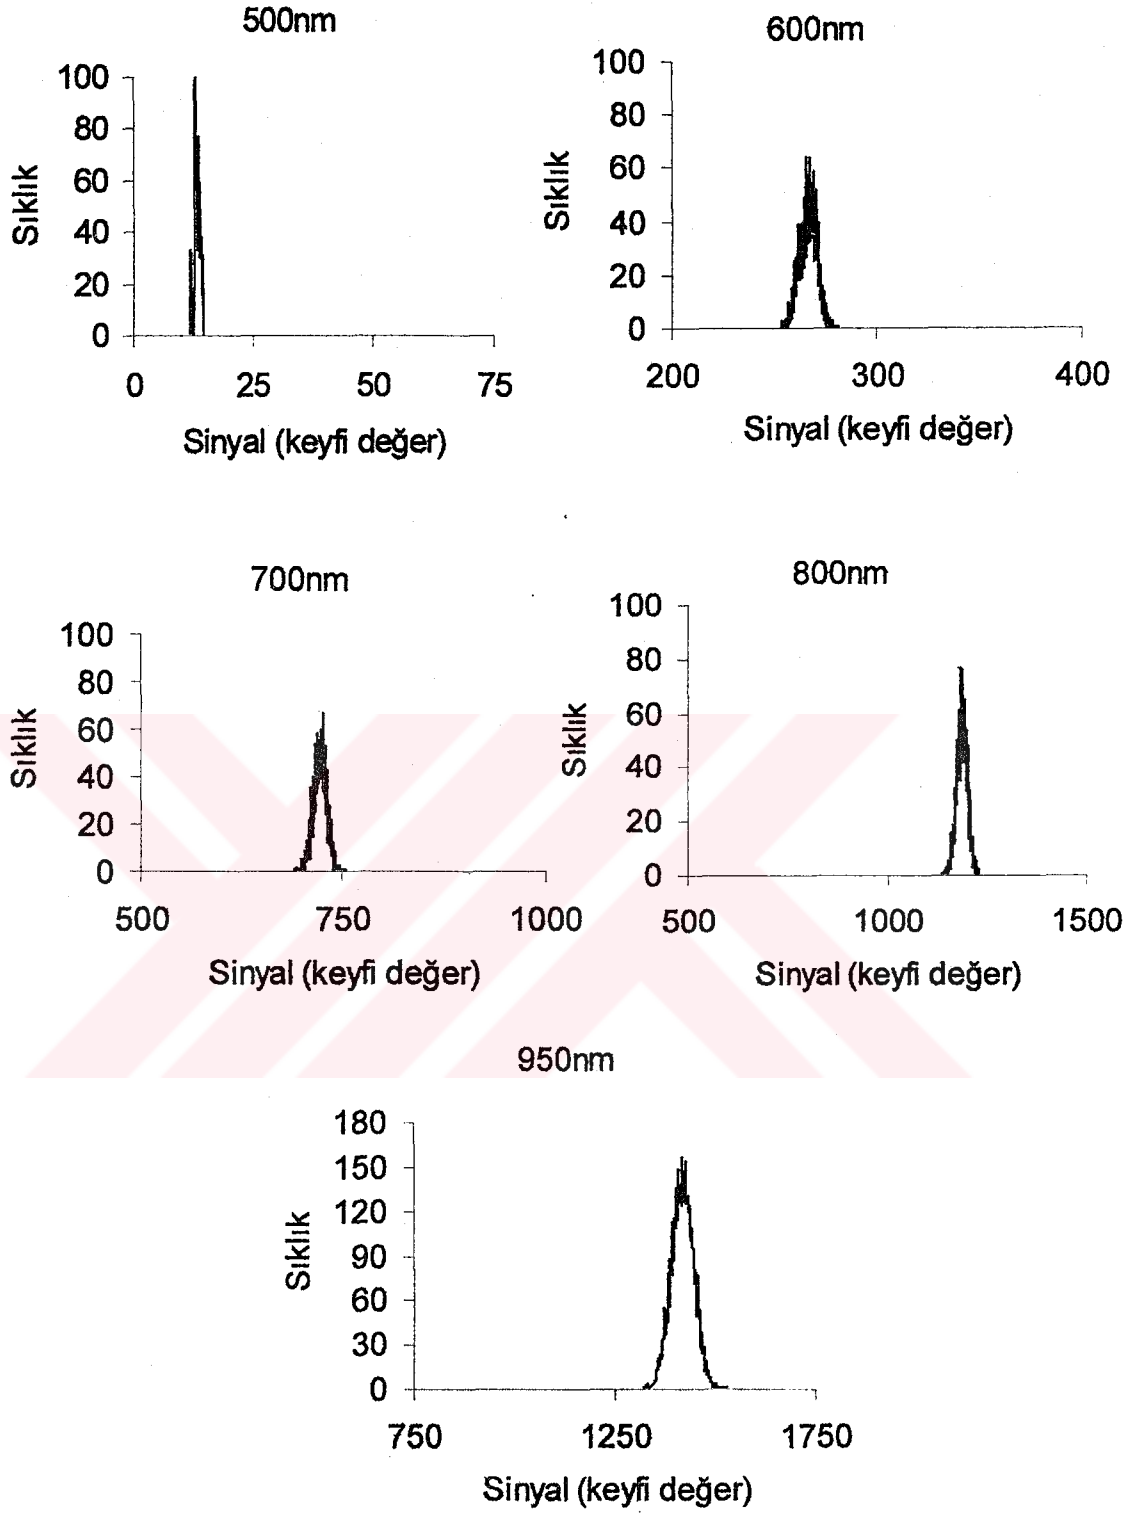 500nm
100
80
60
40
20
0
Sıklık
0 25 50 75
Sinyal (keyfi değer)
600nm
100
80
60
40
20
0
Sıklık
200 300 400
Sinyal (keyfi değer)
700nm
100
80
60
40
20
0
Sıklık
500 750 1000
Sinyal (keyfi değer)
800nm
100
80
60
40
20
0
Sıklık
500 1000 1500
Sinyal (keyfi değer)
950nm
180
150
120
90
60
30
0
Sıklık
750 1250 1750
Sinyal (keyfi değer)